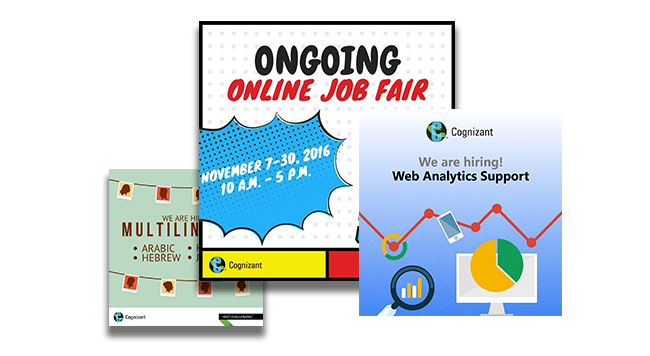 ONGOING
ONLINE JOB FAIR
NOVEMBER 7-30, 2016
10 A.M. - 5 P.M.
Cognizant
WE ARE
MULTILIN
• ARABIC
• HEBREW
Cognizant
Cognizant
We are hiring!
Web Analytics Support